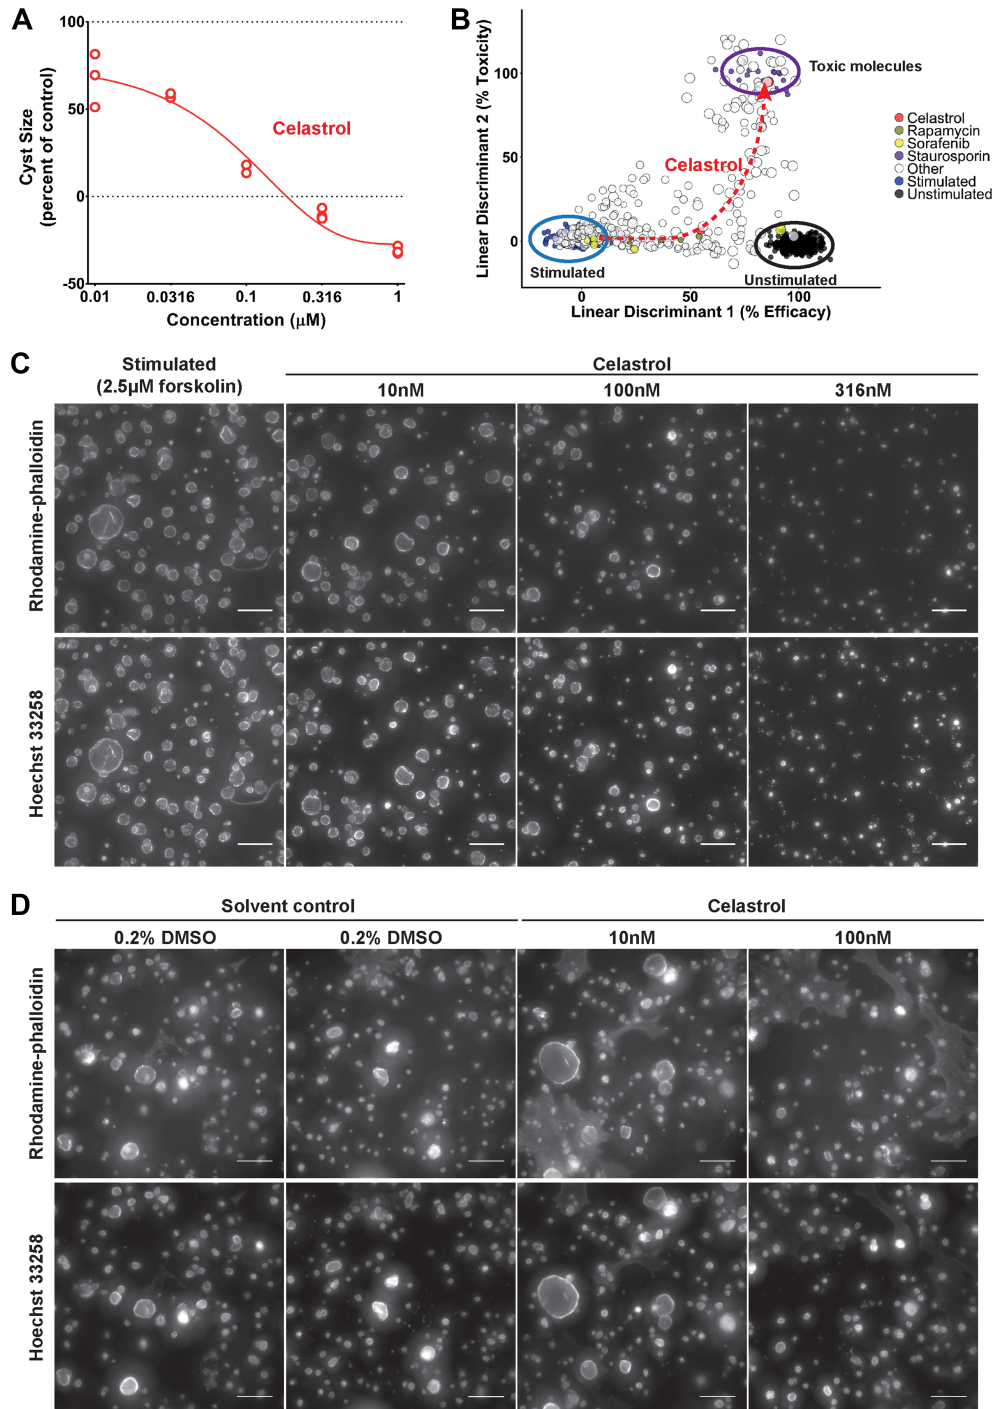 A
100
50
0
-50
0.01
0.0316
0.1
0.316
1
Cyst Size
(percent of control)
Celastrol
Concentration (μM)
B
100
50
0
0
50
100
Linear Discriminant 2 (% Toxicity)
Linear Discriminant 1 (% Efficacy)
Toxic molecules
Celastrol
Stimulated
Unstimulated
Celastrol
Rapamycin
Sorafenib
Staurosporin
Other
Stimulated
Unstimulated
C
Stimulated
(2.5μM forskolin)
Celastrol
10nM
100nM
316nM
Rhodamine-phalloidin
Hoechst 33258
D
Solvent control
Celastrol
0.2% DMSO
0.2% DMSO
10nM
100nM
Rhodamine-phalloidin
Hoechst 33258